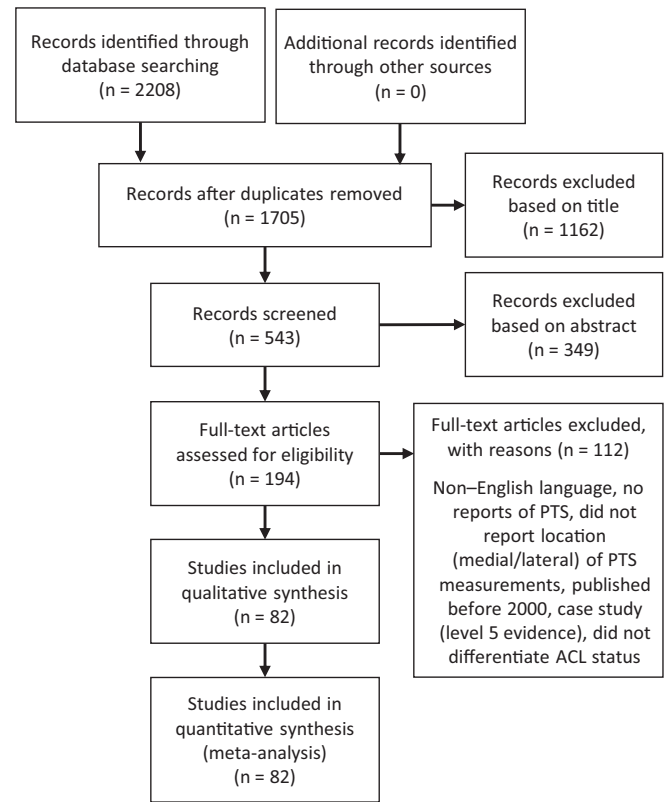 Records identified through
database searching
(n = 2208)
Additional records identified
through other sources
(n = 0)
Records after duplicates removed
(n = 1705)
Records excluded
based on title
(n = 1162)
Records screened
(n = 543)
Records excluded
based on abstract
(n = 349)
Full-text articles
assessed for eligibility
(n = 194)
Full-text articles excluded,
with reasons (n = 112)
Non–English language, no
reports of PTS, did not
report location
(medial/lateral) of PTS
measurements, published
before 2000, case study
(level 5 evidence), did not
differentiate ACL status
Studies included in
qualitative synthesis
(n = 82)
Studies included in
quantitative synthesis
(meta-analysis)
(n = 82)